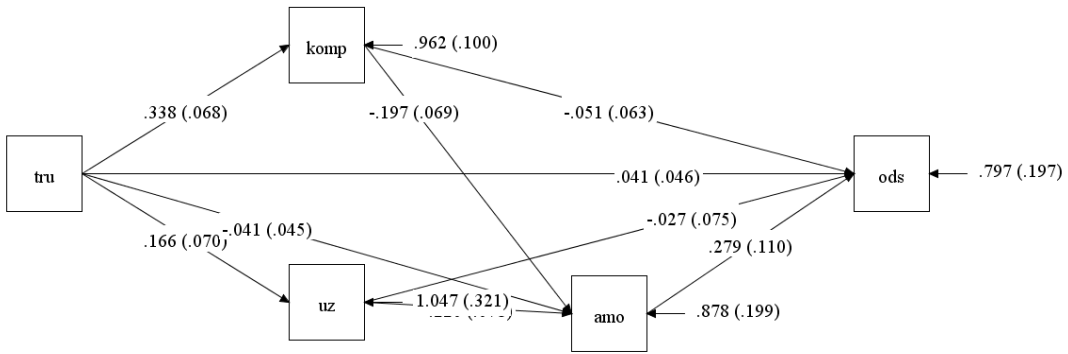 komp
.962 (.100)
.338 (.068)
-.197 (.069)
-.051 (.063)
tru
.041 (.046)
ods
.797 (.197)
-.041 (.045)
.166 (.070)
-.027 (.075)
.279 (.110)
uz
1.047 (.321)
amo
.878 (.199)